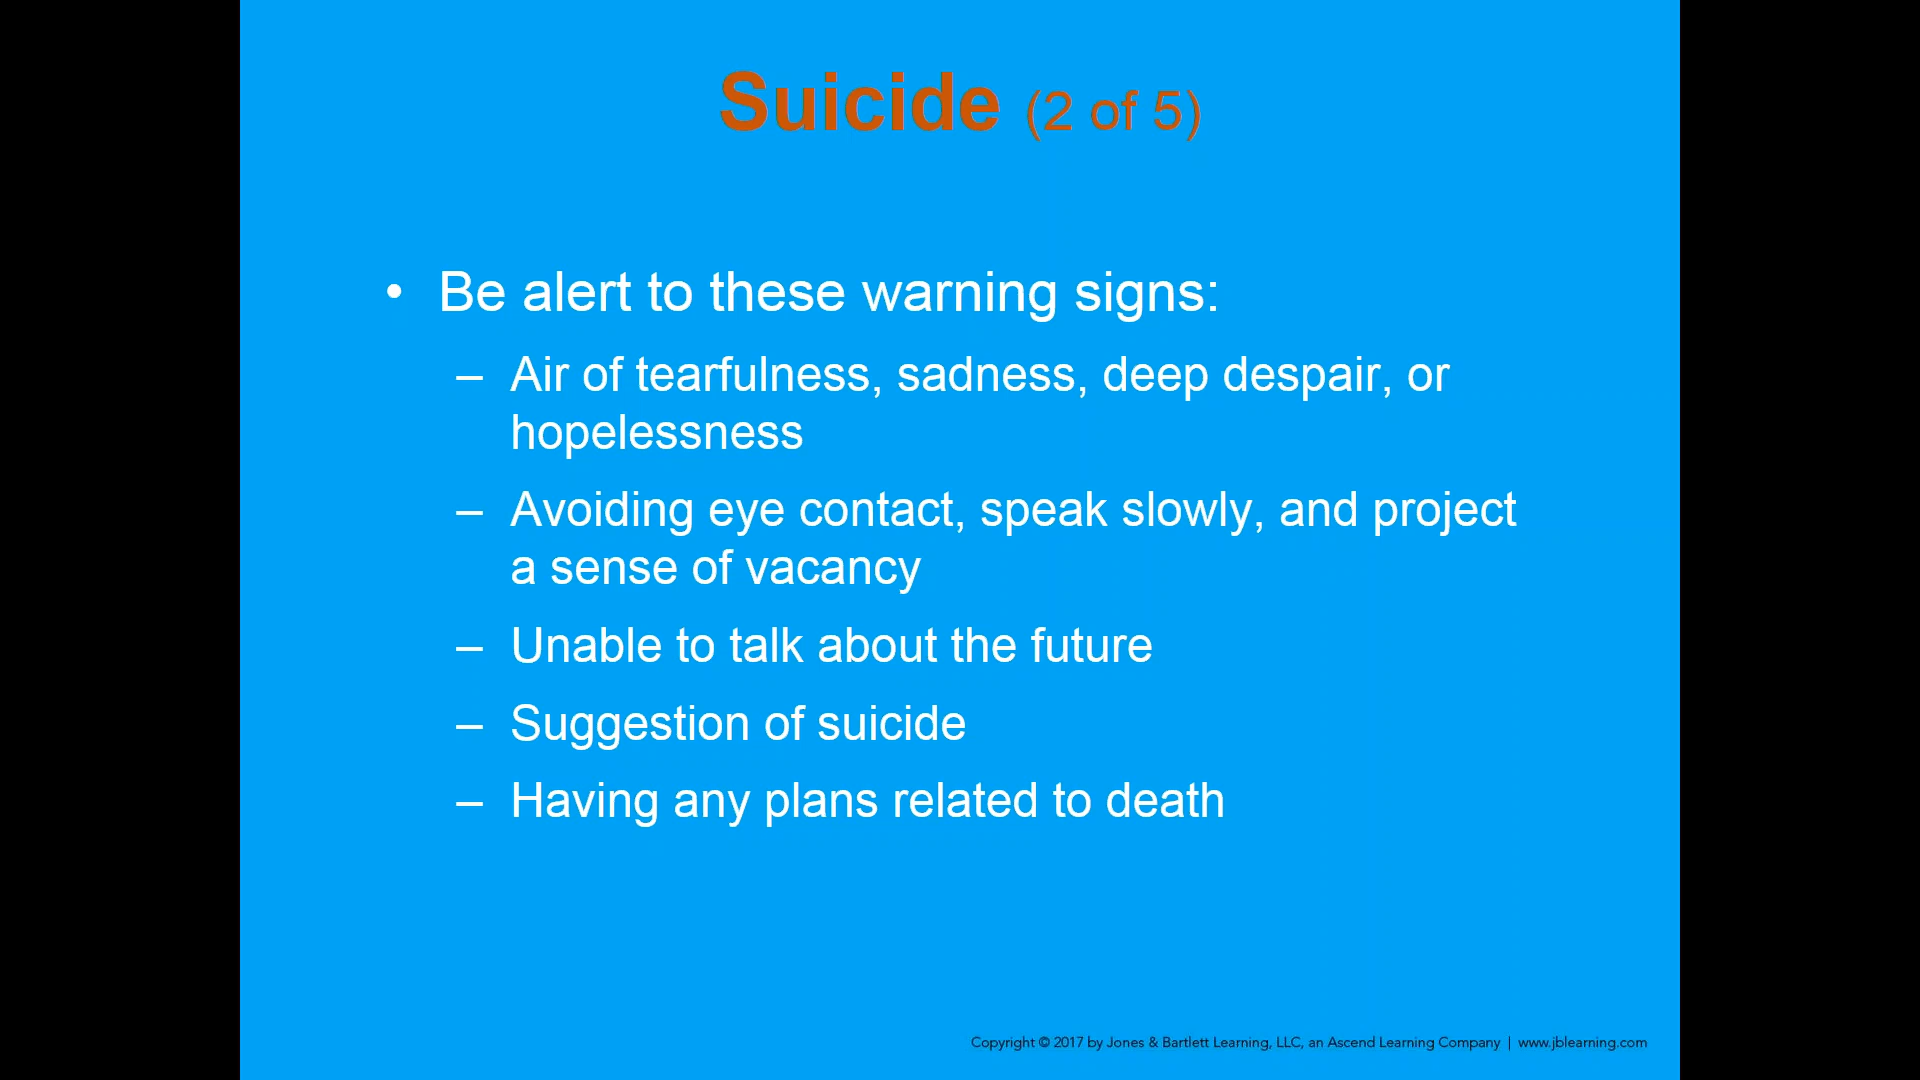 Suicide (2 of 5)
• Be alert to these warning signs:
– Air of tearfulness, sadness, deep despair, or
hopelessness
– Avoiding eye contact, speak slowly, and project
a sense of vacancy
– Unable to talk about the future
– Suggestion of suicide
– Having any plans related to death
Copyright © 2017 by Jones & Bartlett Learning, LLC, an Ascend Learning Company | www.jblearning.com